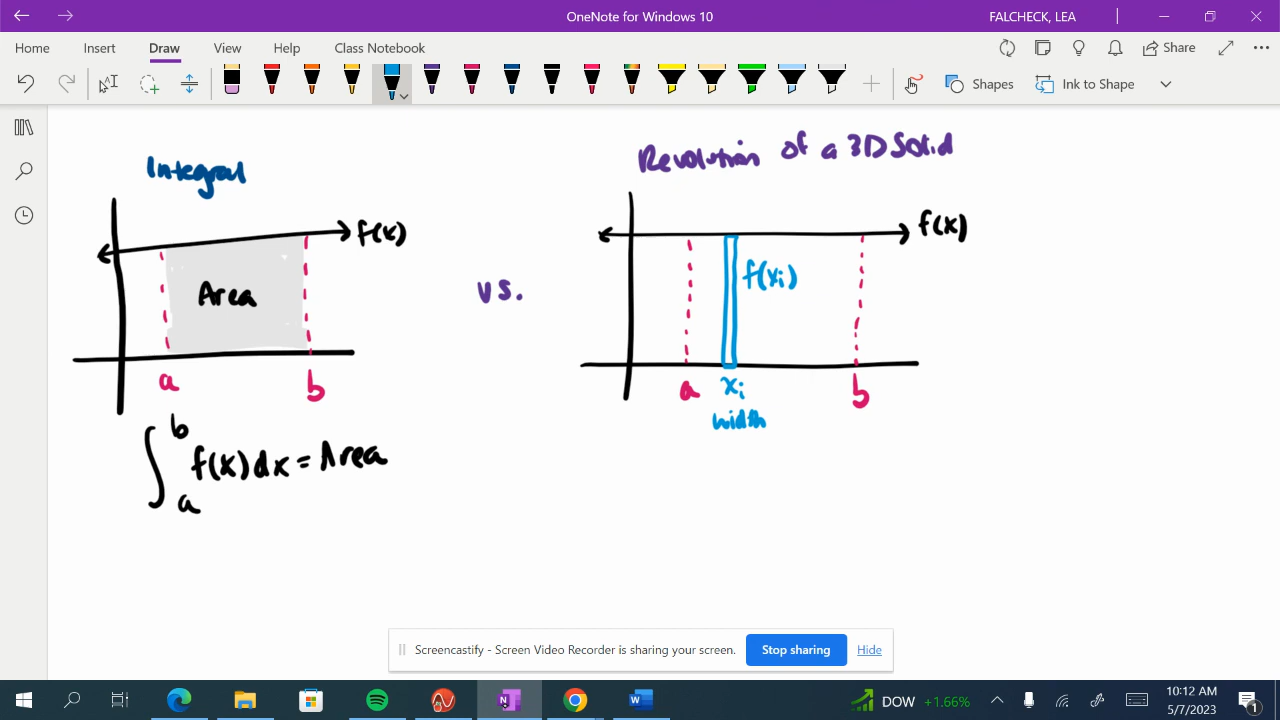 OneNote for Windows 10
FALCHECK, LEA
Home Insert Draw View Help Class Notebook
Share
Shapes
Ink to Shape
Integral
Revolution of a 3D Solid
f(x)
Area
a b
∫ₐᵇ f(x)dx = Area
vs.
f(x)
f(xᵢ)
a xᵢ b
width
Screencastify - Screen Video Recorder is sharing your screen.
Stop sharing
Hide
DOW +1.66%
10:12 AM
5/7/2023
1